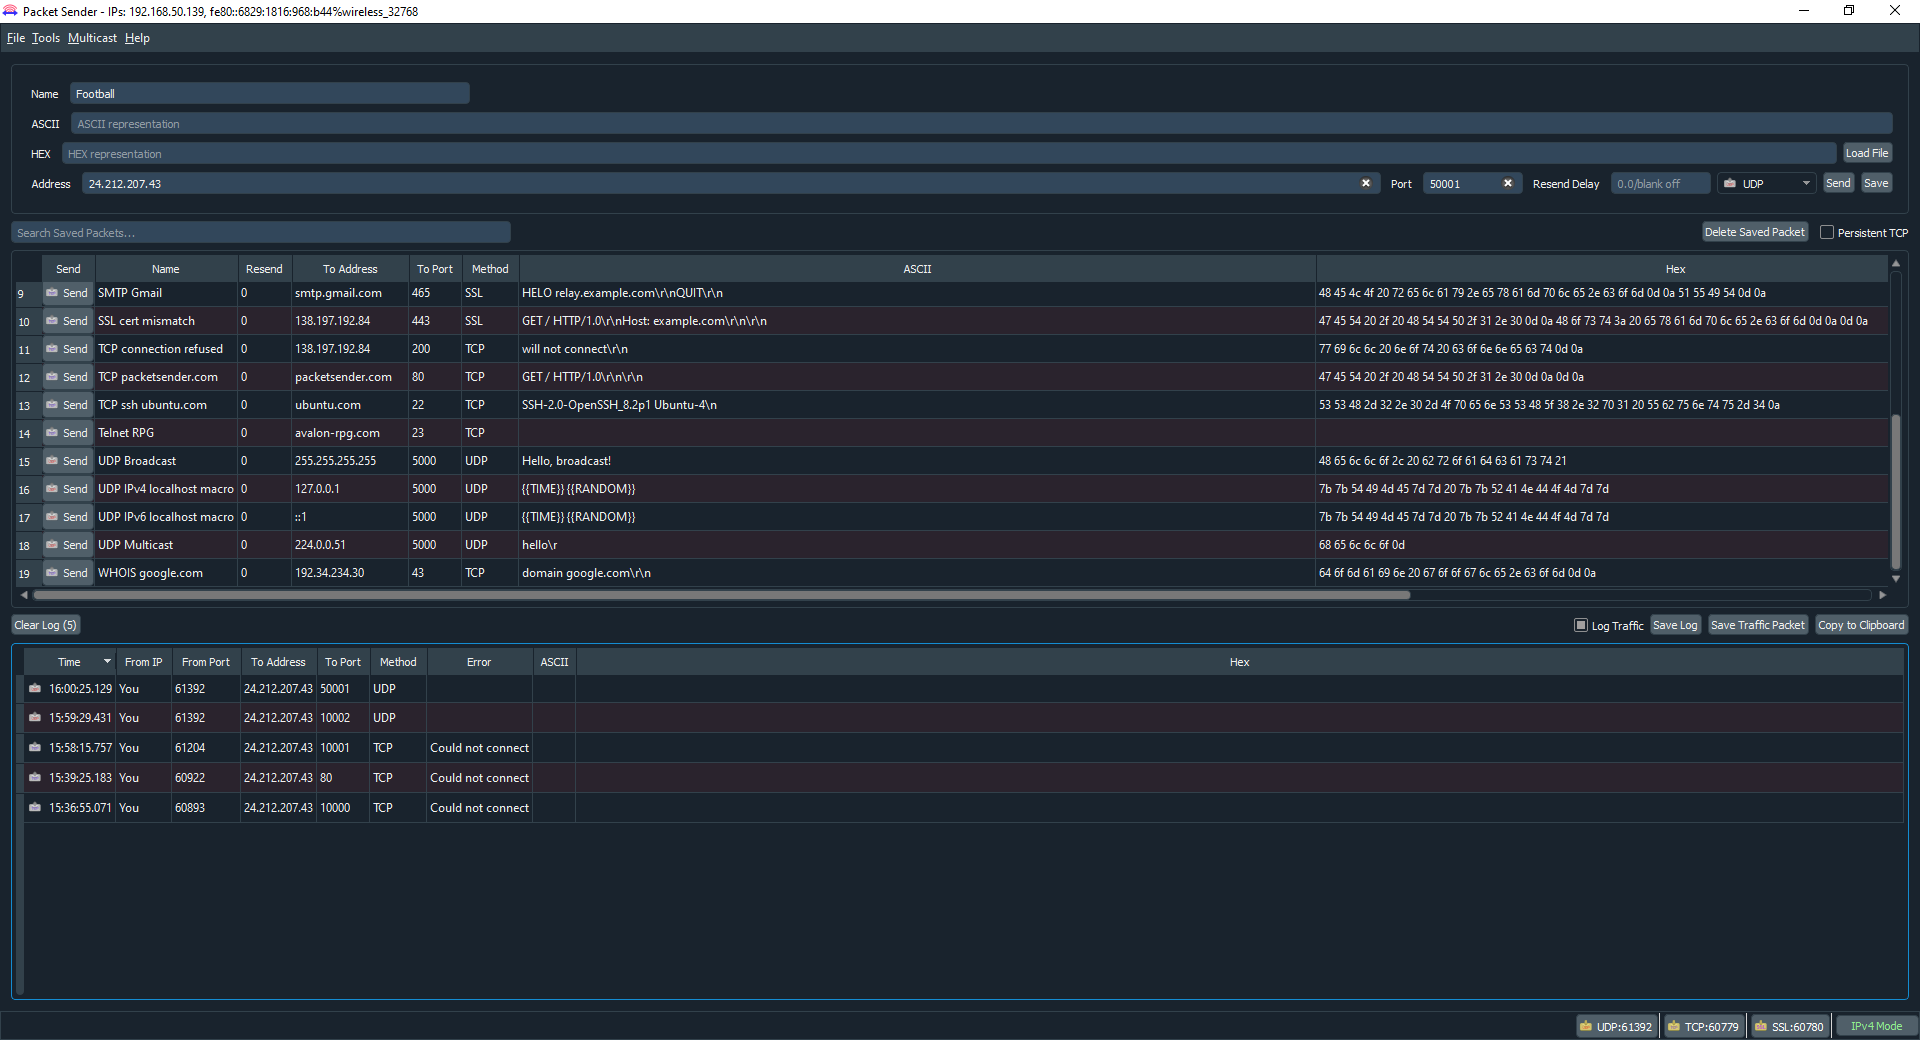 Packet Sender - IPs: 192.168.50.139, fe80::6829:1816:968:b44%wireless_32768
File Tools Multicast Help
Name Football
ASCII ASCII representation
HEX HEX representation Load File
Address 24.212.207.43 Port 50001 Resend Delay 0.0/blank off UDP Send Save
Search Saved Packets... Delete Saved Packet Persistent TCP
Send Name Resend To Address To Port Method ASCII Hex
9 Send SMTP Gmail 0 smtp.gmail.com 465 SSL HELO relay.example.com\r\nQUIT\r\n 48 45 4c 4f 20 72 65 6c 61 79 2e 65 78 61 6d 70 6c 65 2e 63 6f 6d 0d 0a 51 55 49 54 0d 0a
10 Send SSL cert mismatch 0 138.197.192.84 443 SSL GET / HTTP/1.0\r\nHost: example.com\r\n\r\n 47 45 54 20 2f 20 48 54 54 50 2f 31 2e 30 0d 0a 48 6f 73 74 3a 20 65 78 61 6d 70 6c 65 2e 63 6f 6d 0d 0a 0d 0a
11 Send TCP connection refused 0 138.197.192.84 200 TCP will not connect\r\n 77 69 6c 6c 20 6e 6f 74 20 63 6f 6e 6e 65 63 74 0d 0a
12 Send TCP packetsender.com 0 packetsender.com 80 TCP GET / HTTP/1.0\r\n\r\n 47 45 54 20 2f 20 48 54 54 50 2f 31 2e 30 0d 0a 0d 0a
13 Send TCP ssh ubuntu.com 0 ubuntu.com 22 TCP SSH-2.0-OpenSSH_8.2p1 Ubuntu-4\n 53 53 48 2d 32 2e 30 2d 4f 70 65 6e 53 53 48 5f 38 2e 32 70 31 20 55 62 75 6e 74 75 2d 34 0a
14 Send Telnet RPG 0 avalon-rpg.com 23 TCP
15 Send UDP Broadcast 0 255.255.255.255 5000 UDP Hello, broadcast! 48 65 6c 6c 6f 2c 20 62 72 6f 61 64 63 61 73 74 21
16 Send UDP IPv4 localhost macro 0 127.0.0.1 5000 UDP {{TIME}} {{RANDOM}} 7b 7b 54 49 4d 45 7d 7d 20 7b 7b 52 41 4e 44 4f 4d 7d 7d
17 Send UDP IPv6 localhost macro 0 ::1 5000 UDP {{TIME}} {{RANDOM}} 7b 7b 54 49 4d 45 7d 7d 20 7b 7b 52 41 4e 44 4f 4d 7d 7d
18 Send UDP Multicast 0 224.0.0.51 5000 UDP hello\r 68 65 6c 6c 6f 0d
19 Send WHOIS google.com 0 192.34.234.30 43 TCP domain google.com\r\n 64 6f 6d 61 69 6e 20 67 6f 6f 67 6c 65 2e 63 6f 6d 0d 0a
Clear Log (5) Log Traffic Save Log Save Traffic Packet Copy to Clipboard
Time From IP From Port To Address To Port Method Error ASCII Hex
16:00:25.129 You 61392 24.212.207.43 50001 UDP
15:59:29.431 You 61392 24.212.207.43 10002 UDP
15:58:15.757 You 61204 24.212.207.43 10001 TCP Could not connect
15:39:25.183 You 60922 24.212.207.43 80 TCP Could not connect
15:36:55.071 You 60893 24.212.207.43 10000 TCP Could not connect
UDP:61392 TCP:60779 SSL:60780 IPv4 Mode